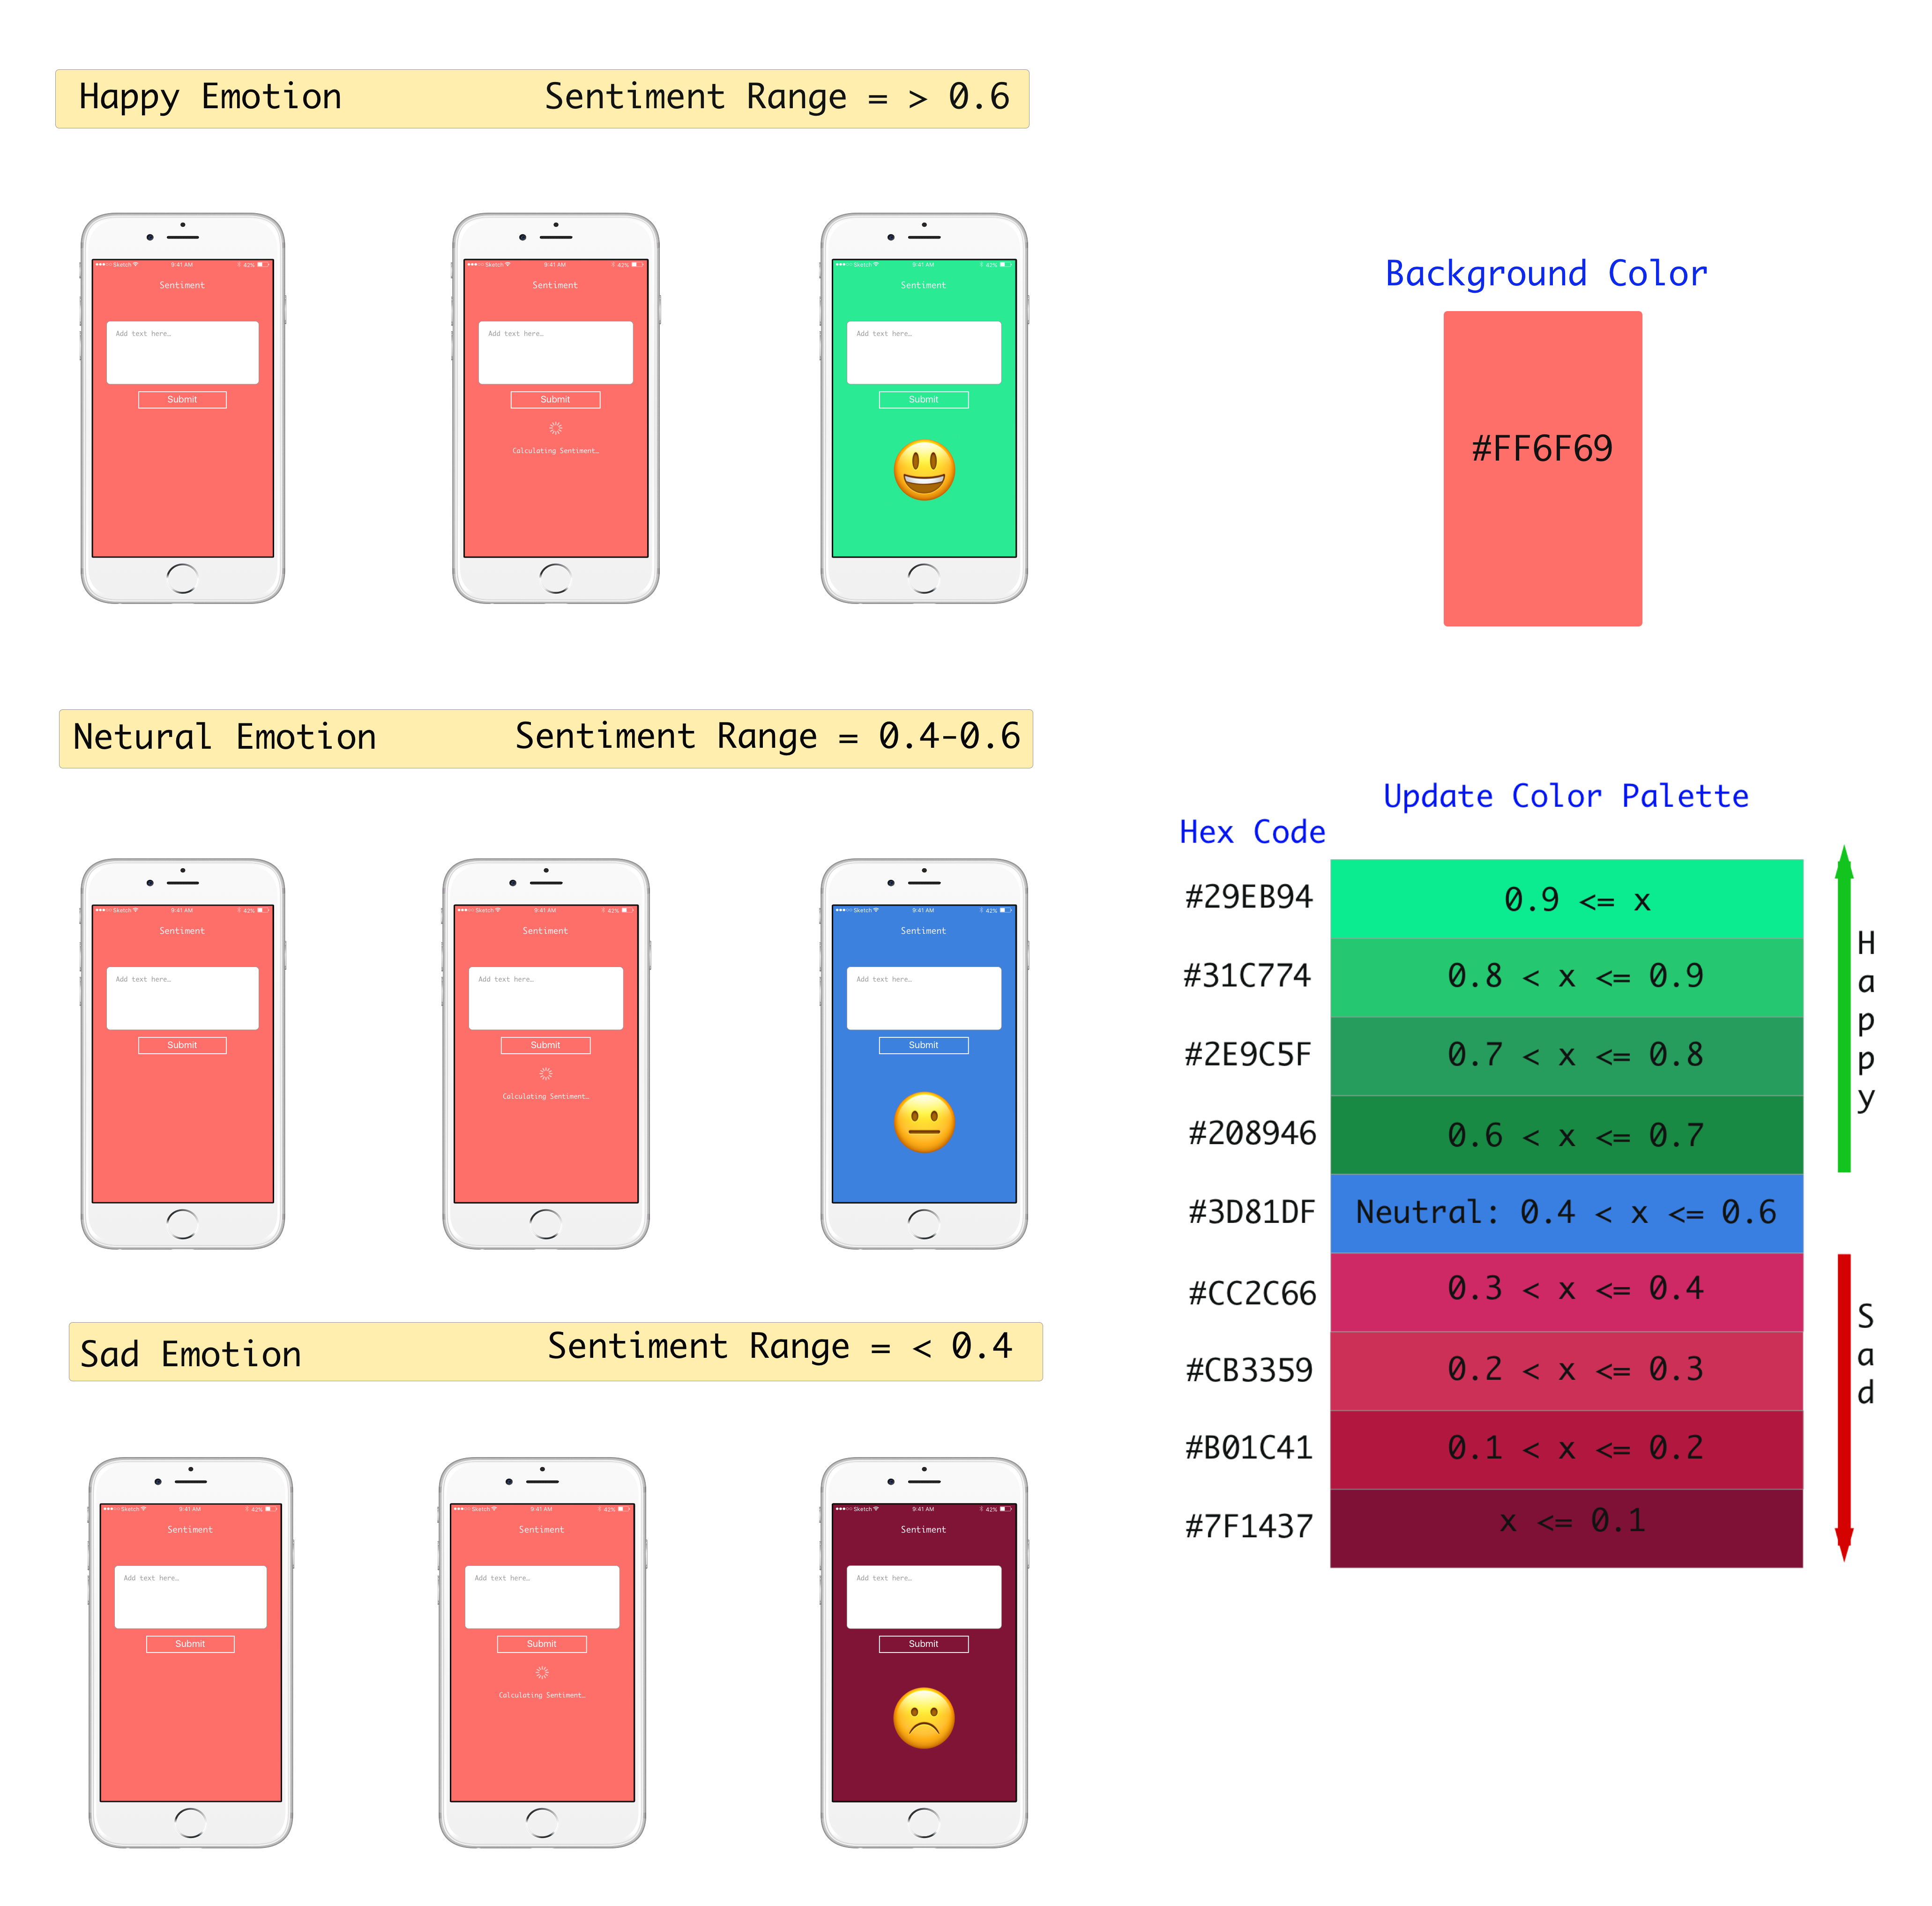 Happy Emotion Sentiment Range = > 0.6
Sketch 9:41 AM 42%
Sentiment
Add text here…
Submit
Sketch 9:41 AM 42%
Sentiment
Add text here…
Submit
Calculating Sentiment…
Sketch 9:41 AM 42%
Sentiment
Add text here…
Submit
Background Color
#FF6F69
Netural Emotion Sentiment Range = 0.4-0.6
Sketch 9:41 AM 42%
Sentiment
Add text here…
Submit
Sketch 9:41 AM 42%
Sentiment
Add text here…
Submit
Calculating Sentiment…
Sketch 9:41 AM 42%
Sentiment
Add text here…
Submit
Sad Emotion Sentiment Range = < 0.4
Sketch 9:41 AM 42%
Sentiment
Add text here…
Submit
Sketch 9:41 AM 42%
Sentiment
Add text here…
Submit
Calculating Sentiment…
Sketch 9:41 AM 42%
Sentiment
Add text here…
Submit
Update Color Palette
Hex Code
#29EB94 0.9 <= x
#31C774 0.8 < x <= 0.9
#2E9C5F 0.7 < x <= 0.8
#208946 0.6 < x <= 0.7
#3D81DF Neutral: 0.4 < x <= 0.6
#CC2C66 0.3 < x <= 0.4
#CB3359 0.2 < x <= 0.3
#B01C41 0.1 < x <= 0.2
#7F1437 x <= 0.1
Happy
Sad